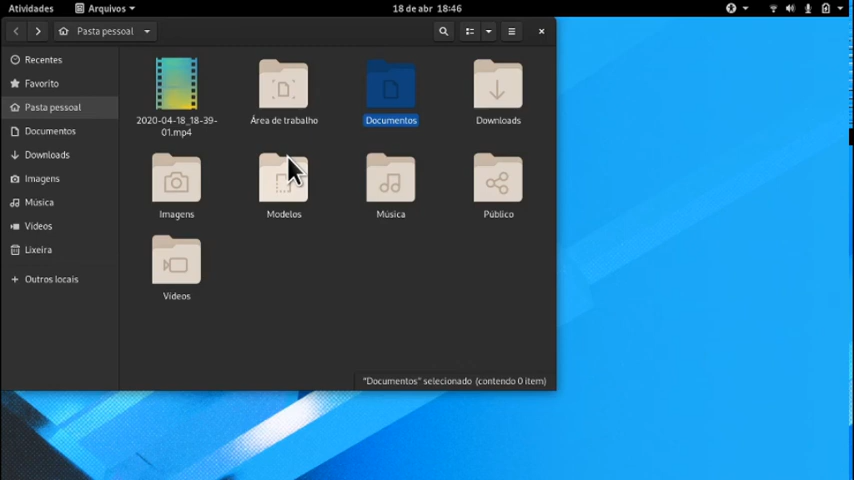 Atividades
Arquivos
18 de abr 18:46
Pasta pessoal
Recentes
Favorito
Pasta pessoal
Documentos
Downloads
Imagens
Música
Vídeos
Lixeira
+ Outros locais
2020-04-18_18-39-
01.mp4
Área de trabalho
Documentos
Downloads
Imagens
Modelos
Música
Público
Vídeos
"Documentos" selecionado (contendo 0 item)